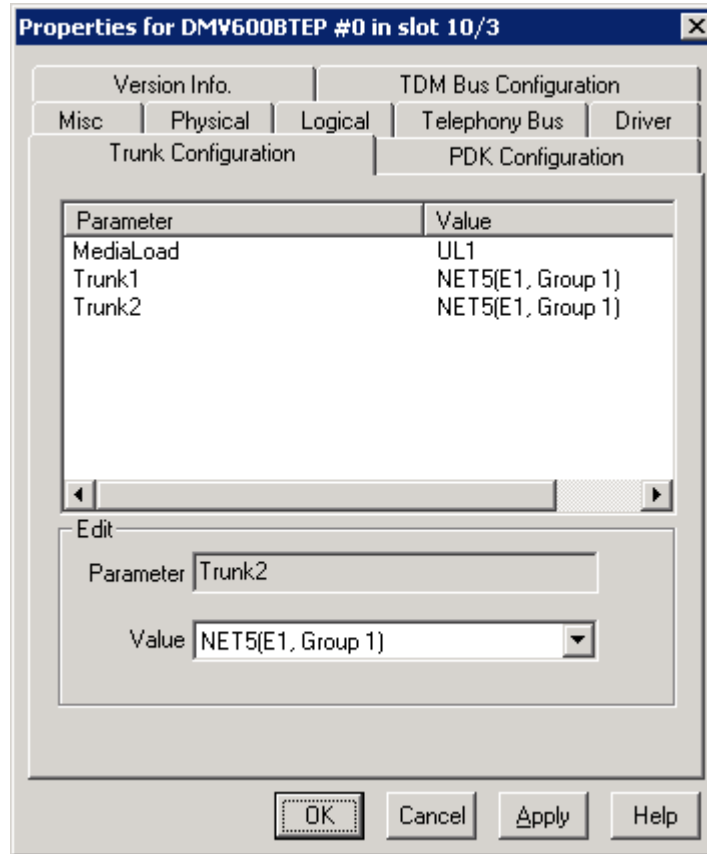 Properties for DMV600BTEP #0 in slot 10/3
Version Info. TDM Bus Configuration
Misc Physical Logical Telephony Bus Driver
Trunk Configuration PDK Configuration
Parameter Value
MediaLoad UL1
Trunk1 NET5(E1, Group 1)
Trunk2 NET5(E1, Group 1)
Edit
Parameter Trunk2
Value NET5(E1, Group 1)
OK Cancel Apply Help